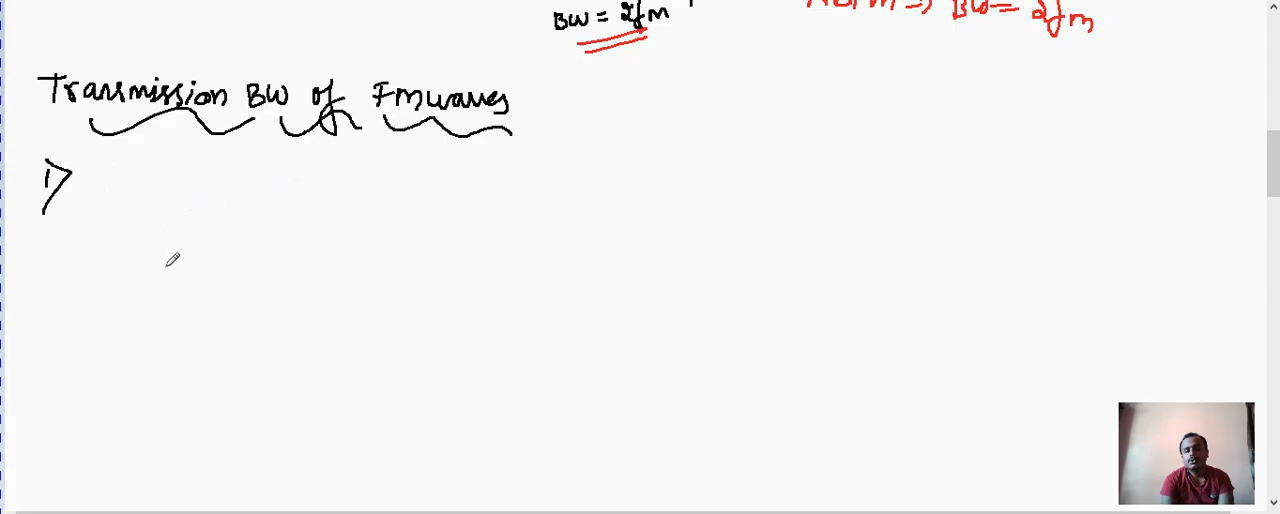 BW = 2fm
BW = 2fm
Transmission BW of FM waves
1>